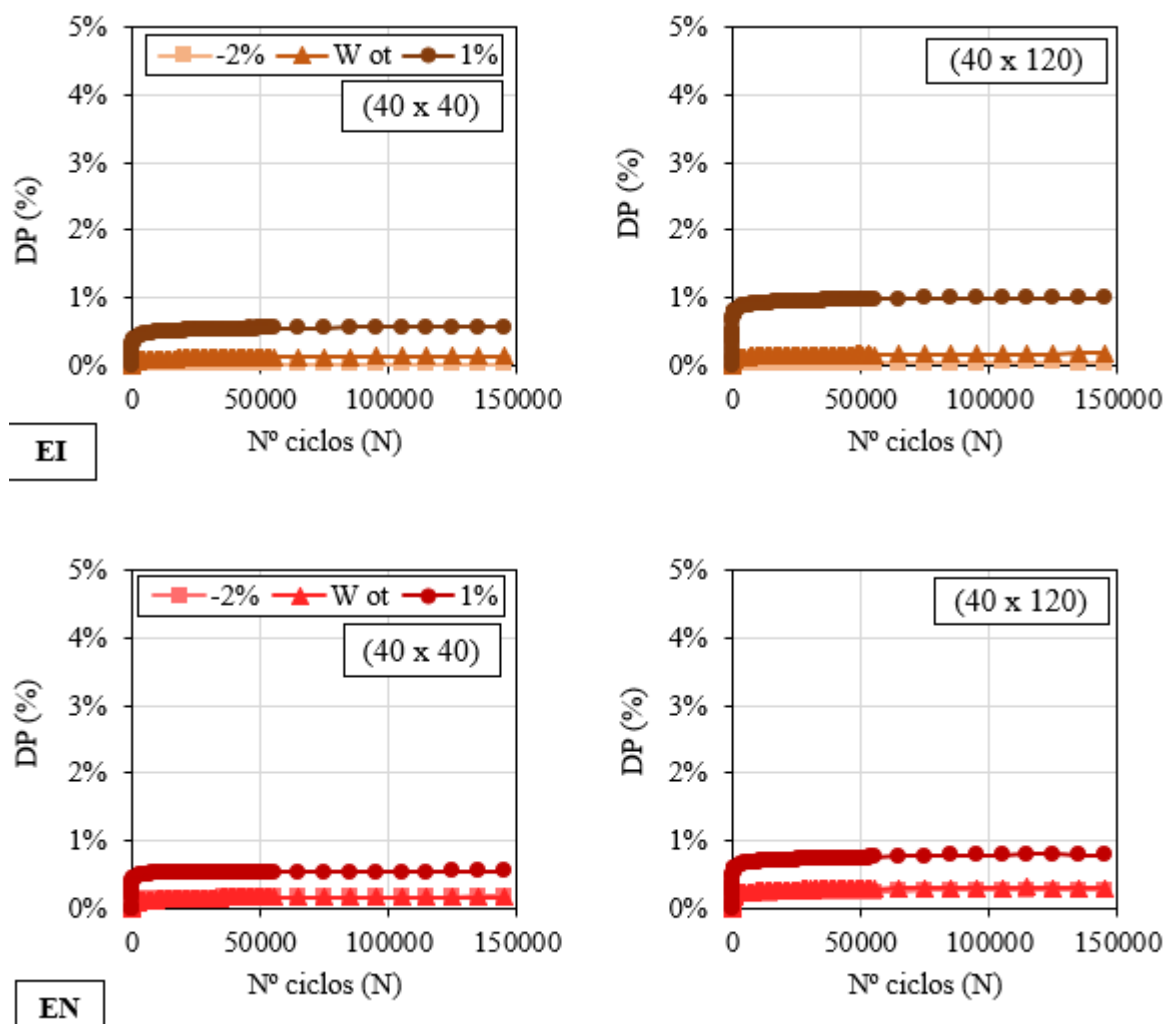 5%
-2% W ot 1%
4%
(40 x 40)
3%
2%
1%
0%
DP (%)
0 50000 100000 150000
Nº ciclos (N)
5%
(40 x 120)
4%
3%
2%
1%
0%
DP (%)
0 50000 100000 150000
Nº ciclos (N)
EI
5%
-2% W ot 1%
4%
(40 x 40)
3%
2%
1%
0%
DP (%)
0 50000 100000 150000
Nº ciclos (N)
5%
(40 x 120)
4%
3%
2%
1%
0%
DP (%)
0 50000 100000 150000
Nº ciclos (N)
EN